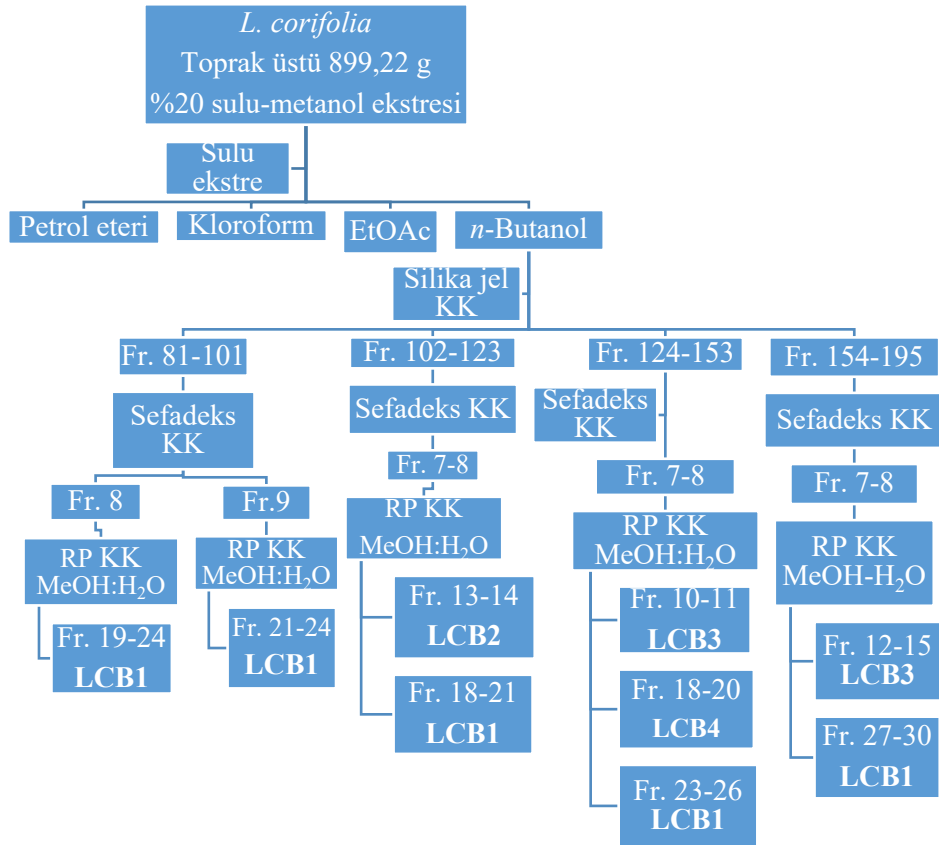 L. corifolia
Toprak üstü 899,22 g
%20 sulu-metanol ekstresi
Sulu
ekstre
Petrol eteri
Kloroform
EtOAc
n-Butanol
Silika jel
KK
Fr. 81-101
Sefadeks
KK
Fr. 8
RP KK
MeOH:H₂O
Fr. 19-24
LCB1
Fr.9
RP KK
MeOH:H₂O
Fr. 21-24
LCB1
Fr. 102-123
Sefadeks KK
Fr. 7-8
RP KK
MeOH:H₂O
Fr. 13-14
LCB2
Fr. 18-21
LCB1
Fr. 124-153
Sefadeks
KK
Fr. 7-8
RP KK
MeOH:H₂O
Fr. 10-11
LCB3
Fr. 18-20
LCB4
Fr. 23-26
LCB1
Fr. 154-195
Sefadeks KK
Fr. 7-8
RP KK
MeOH-H₂O
Fr. 12-15
LCB3
Fr. 27-30
LCB1